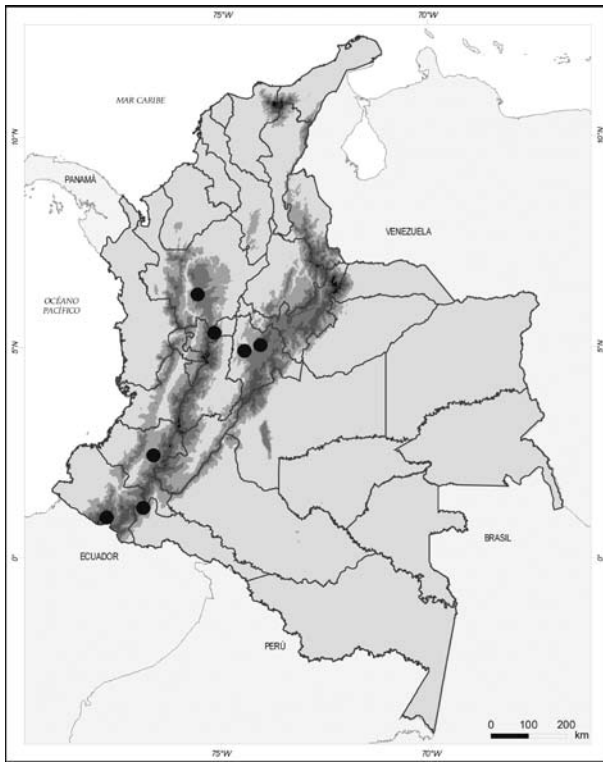 75°W 70°W
MAR CARIBE
10°N 10°N
PANAMÁ
VENEZUELA
OCÉANO
PACÍFICO
5°N 5°N
BRASIL
ECUADOR
0° 0°
PERÚ
0 100 200
km
75°W 70°W